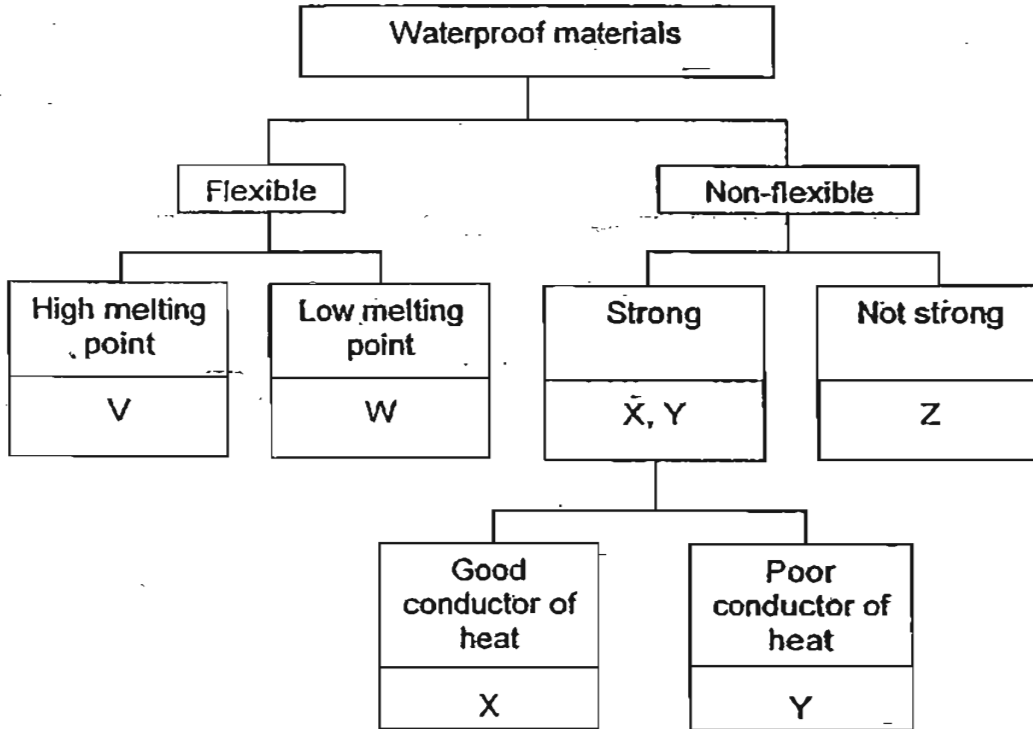 Waterproof materials
Flexible
Non-flexible
High melting
point
V
Low melting
point
W
Strong
X, Y
Not strong
Z
Good
conductor of
heat
X
Poor
conductor of
heat
Y